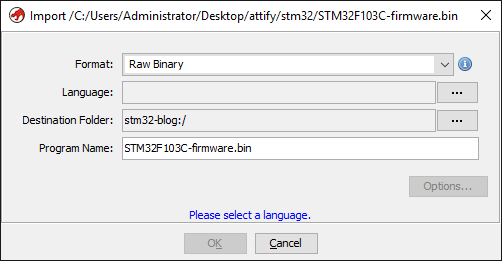 Import /C:/Users/Administrator/Desktop/attify/stm32/STM32F103C-firmware.bin
Format: Raw Binary
Language: ...
Destination Folder: stm32-blog:/ ...
Program Name: STM32F103C-firmware.bin
Options...
Please select a language.
OK Cancel